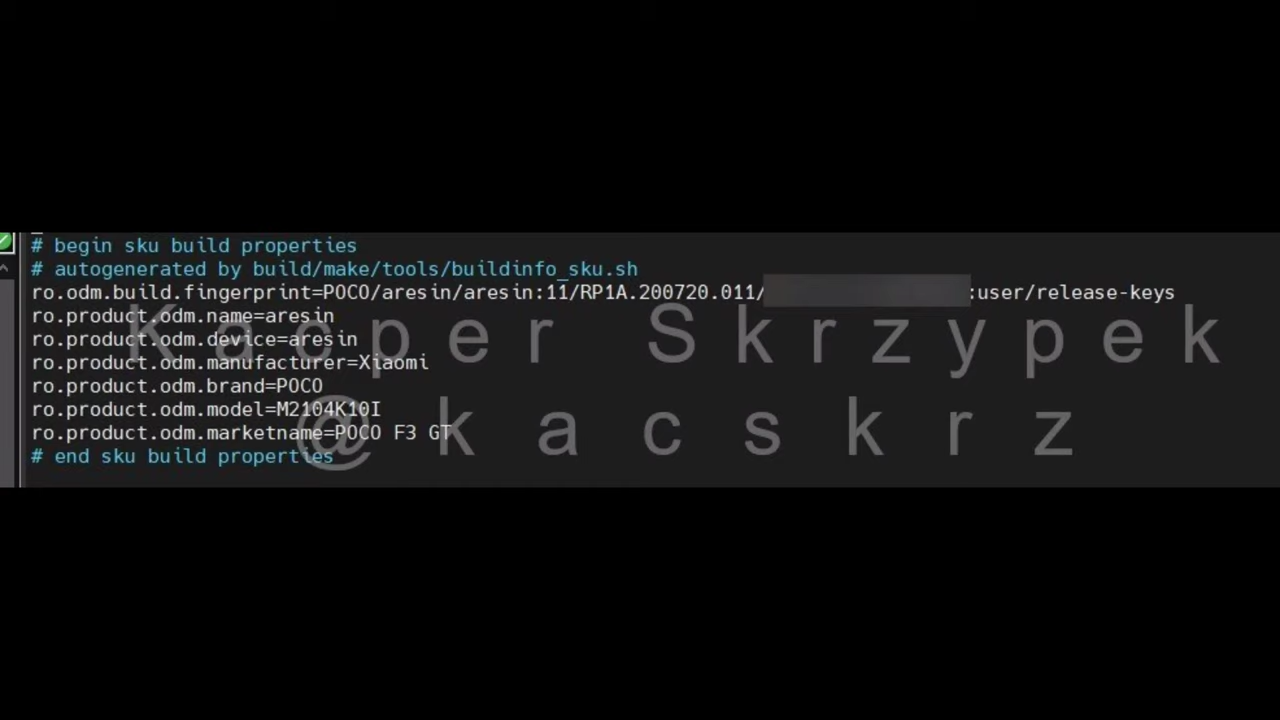 # begin sku build properties
# autogenerated by build/make/tools/buildinfo_sku.sh
ro.odm.build.fingerprint=POCO/aresin/aresin:11/RP1A.200720.011/ :user/release-keys
ro.product.odm.name=aresin
ro.product.odm.device=aresin
ro.product.odm.manufacturer=Xiaomi
ro.product.odm.brand=POCO
ro.product.odm.model=M2104K10I
ro.product.odm.marketname=POCO F3 GT
# end sku build properties
Kacper Skrzypek
@kacskrz